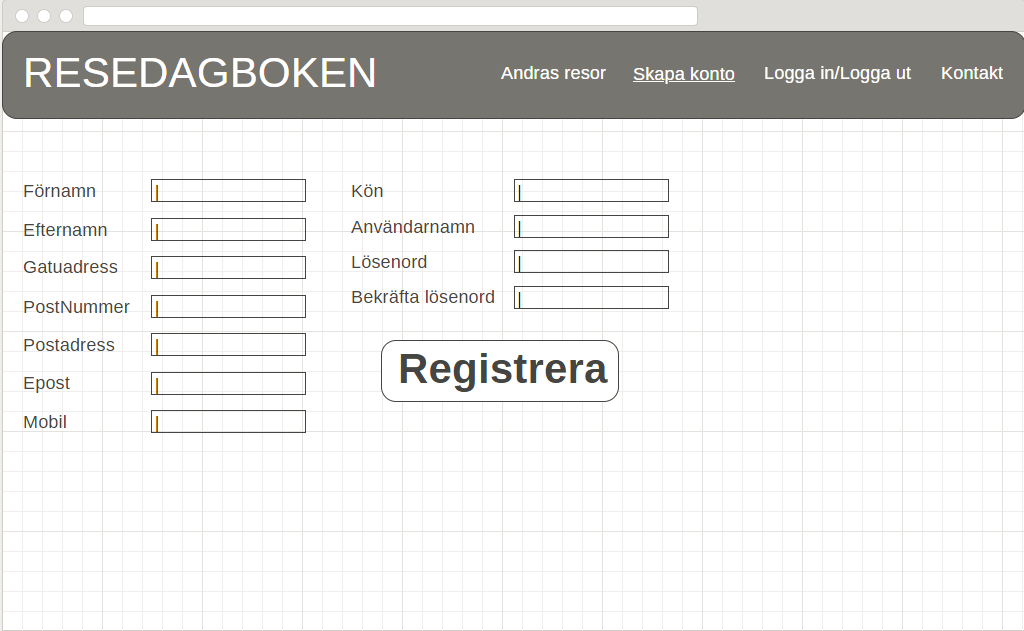 RESEDAGBOKEN
Andras resor
Skapa konto
Logga in/Logga ut
Kontakt
Förnamn
Efternamn
Gatuadress
PostNummer
Postadress
Epost
Mobil
Kön
Användarnamn
Lösenord
Bekräfta lösenord
Registrera